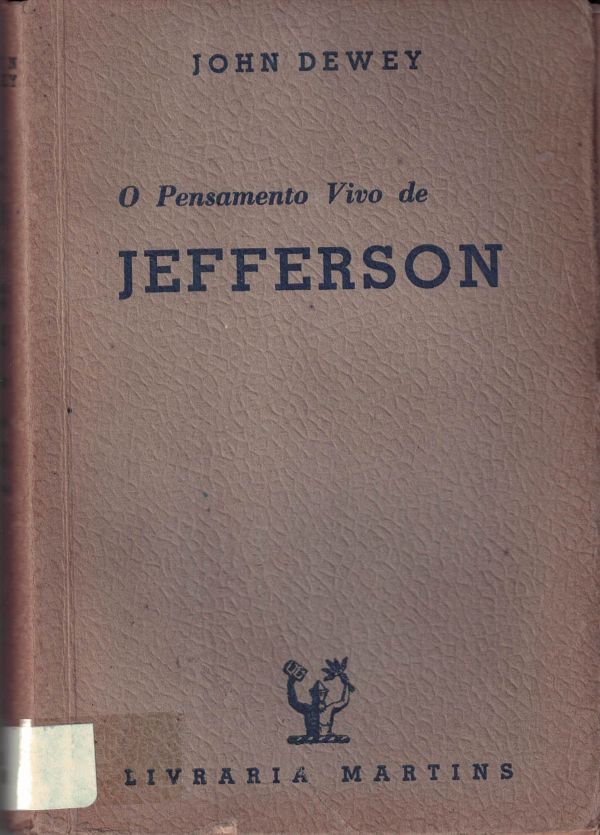 JOHN DEWEY
O Pensamento Vivo de
JEFFERSON
LIVRARIA MARTINS